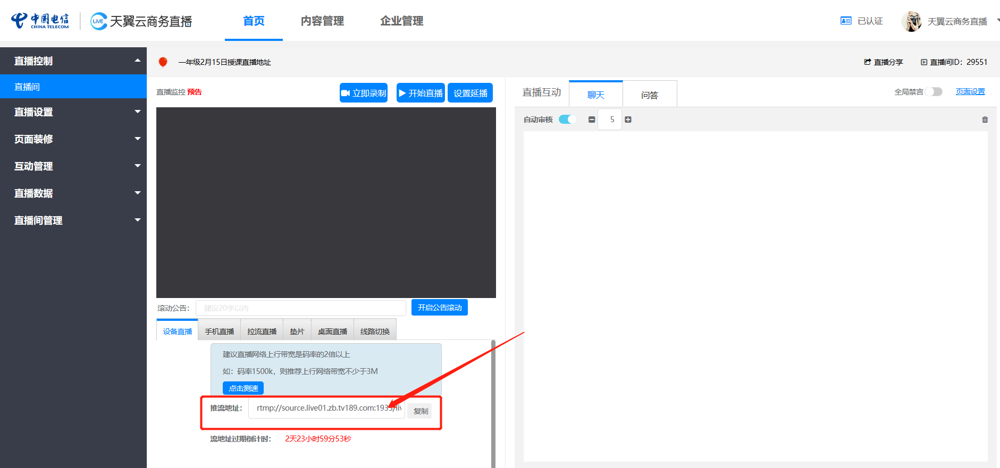 中国电信
CHINA TELECOM
LIVE
天翼云商务直播
首页
内容管理
企业管理
已认证
天翼云商务直播
直播控制
直播间
直播设置
页面装修
互动管理
直播数据
直播间管理
一年级2月15日授课直播地址
直播分享
直播间ID：29551
直播监控 预告
立即录制
开始直播
设置延播
滚动公告：
建议20字以内
开启公告滚动
设备直播
手机直播
拉流直播
垫片
桌面直播
线路切换
建议直播网络上行带宽是码率的2倍以上
如：码率1500k，则推荐上行网络带宽不少于3M
点击测速
推流地址：
rtmp://source.live01.zb.tv189.com:1935/liv
复制
流地址过期倒计时：
2天23小时59分53秒
直播互动
聊天
问答
全局禁言
页面设置
自动审核
5